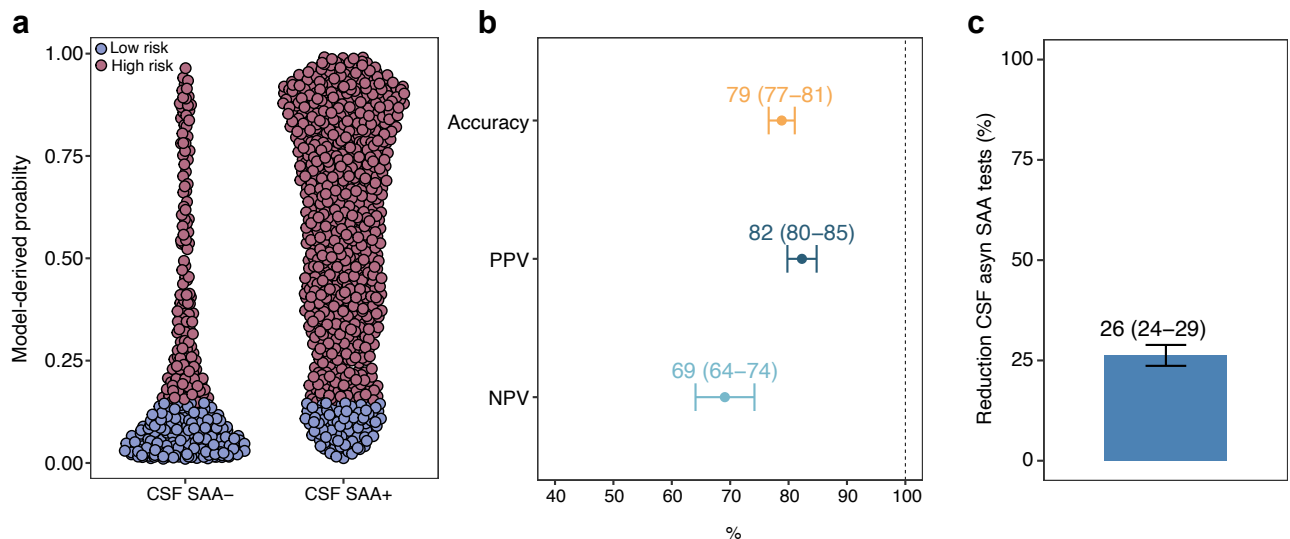 a
Low risk
High risk
Model-derived proabilty
1.00
0.75
0.50
0.25
0.00
CSF SAA−
CSF SAA+
b
Accuracy
PPV
NPV
79 (77−81)
82 (80−85)
69 (64−74)
40
50
60
70
80
90
100
%
c
Reduction CSF asyn SAA tests (%)
100
75
50
25
0
26 (24−29)